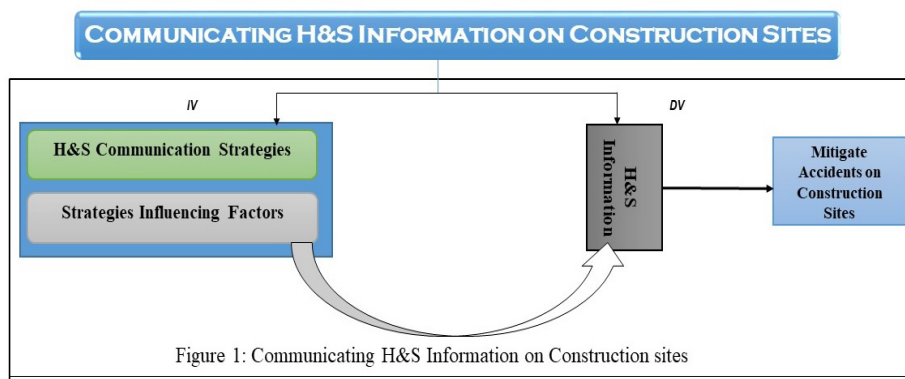 COMMUNICATING H&S INFORMATION ON CONSTRUCTION SITES
IV
DV
H&S Communication Strategies
Strategies Influencing Factors
H&S
Information
Mitigate
Accidents on
Construction
Sites
Figure 1: Communicating H&S Information on Construction sites